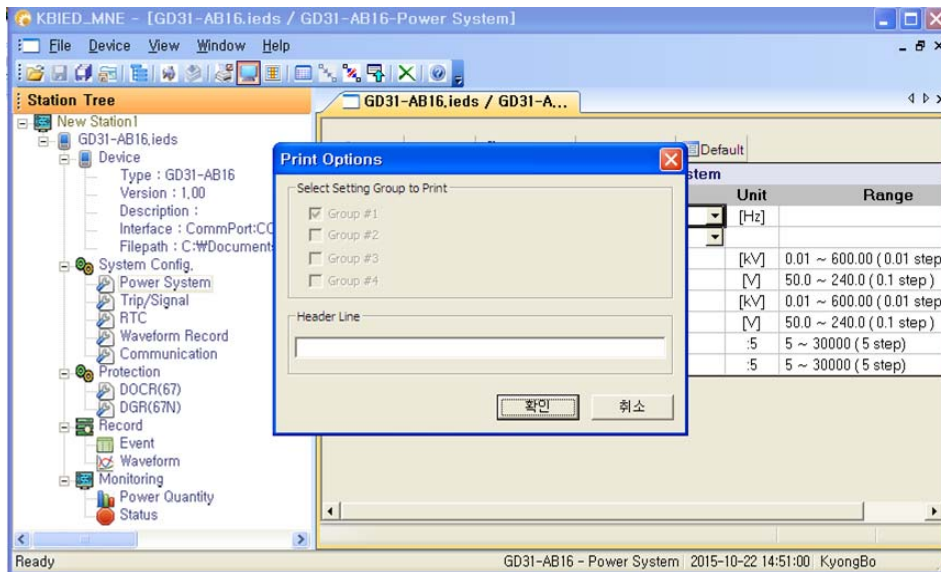 KBIED_MNE - [GD31-AB16.ieds / GD31-AB16-Power System]
File Device View Window Help
Station Tree
GD31-AB16.ieds / GD31-A...
New Station1
GD31-AB16.ieds
Device
Type : GD31-AB16
Version : 1.00
Description :
Interface : CommPort:CO
Filepath : C:₩Document
System Config.
Power System
Trip/Signal
RTC
Waveform Record
Communication
Protection
DOCR(67)
DGR(67N)
Record
Event
Waveform
Monitoring
Power Quantity
Status
Print Options
Select Setting Group to Print
Group #1
Group #2
Group #3
Group #4
Header Line
확인 취소
Default
stem
Unit Range
[Hz]
[kV] 0.01 ~ 600.00 ( 0.01 step
[V] 50.0 ~ 240.0 ( 0.1 step )
[kV] 0.01 ~ 600.00 ( 0.01 step
[V] 50.0 ~ 240.0 ( 0.1 step )
:5 5 ~ 30000 ( 5 step)
:5 5 ~ 30000 ( 5 step)
Ready GD31-AB16 - Power System 2015-10-22 14:51:00 KyongBo